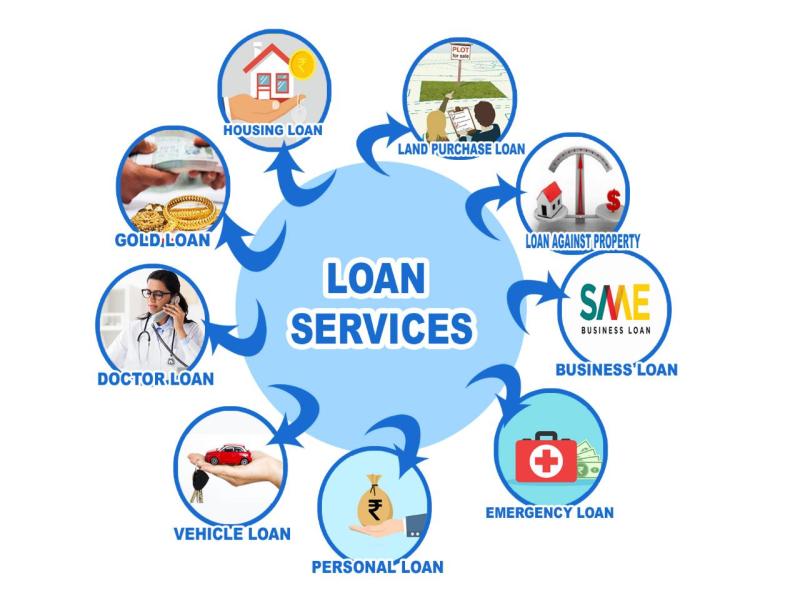 LOAN
SERVICES
HOUSING LOAN
PLOT
for sale
LAND PURCHASE LOAN
$
LOAN AGAINST PROPERTY
SME
BUSINESS LOAN
BUSINESS LOAN
EMERGENCY LOAN
₹
PERSONAL LOAN
VEHICLE LOAN
DOCTOR LOAN
GOLD LOAN
₹